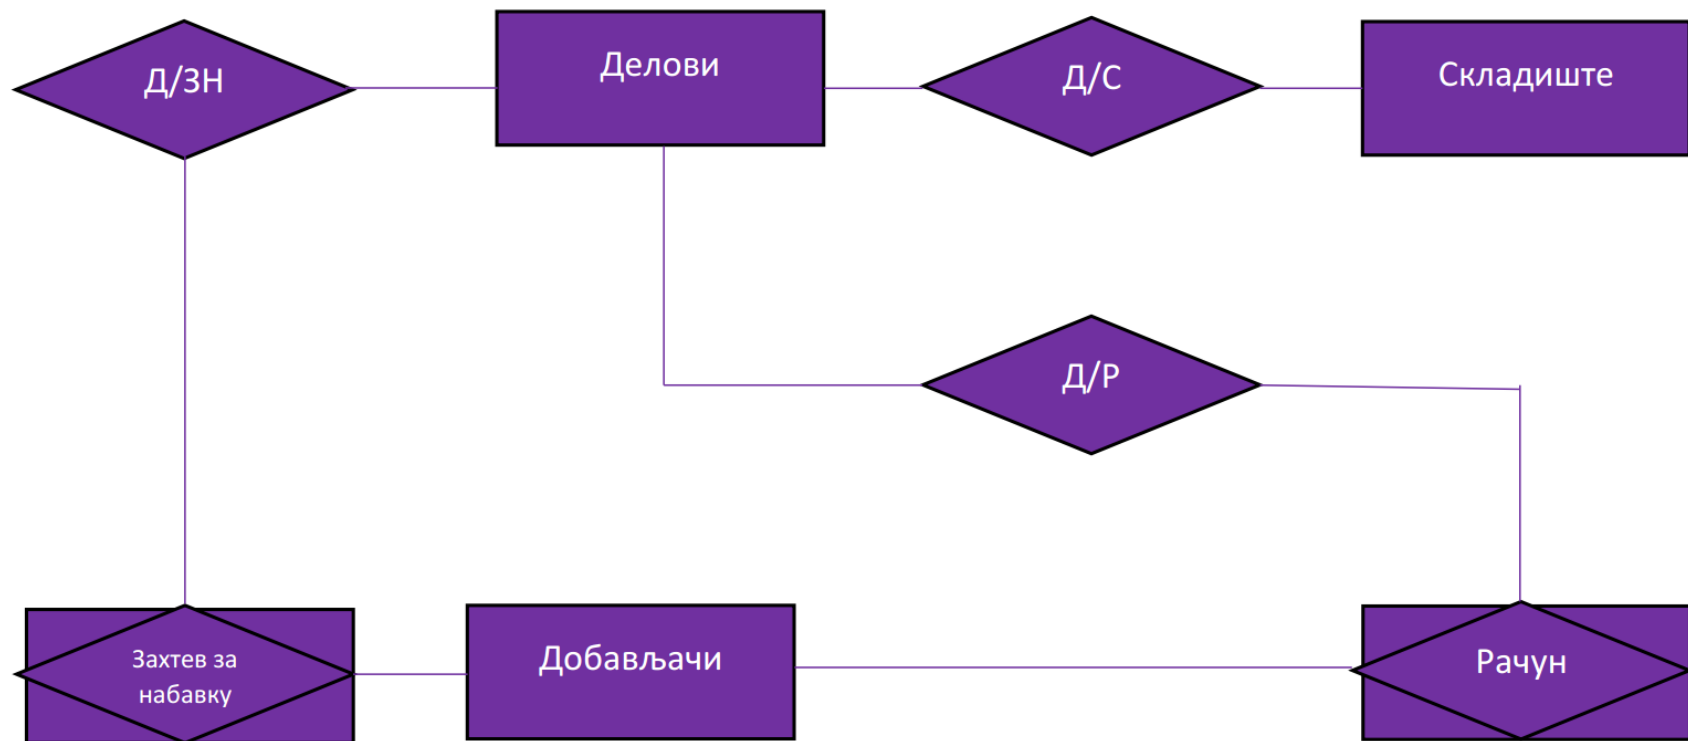 Д/ЗН
Делови
Д/С
Складиште
Д/Р
Захтев за
набавку
Добављачи
Рачун